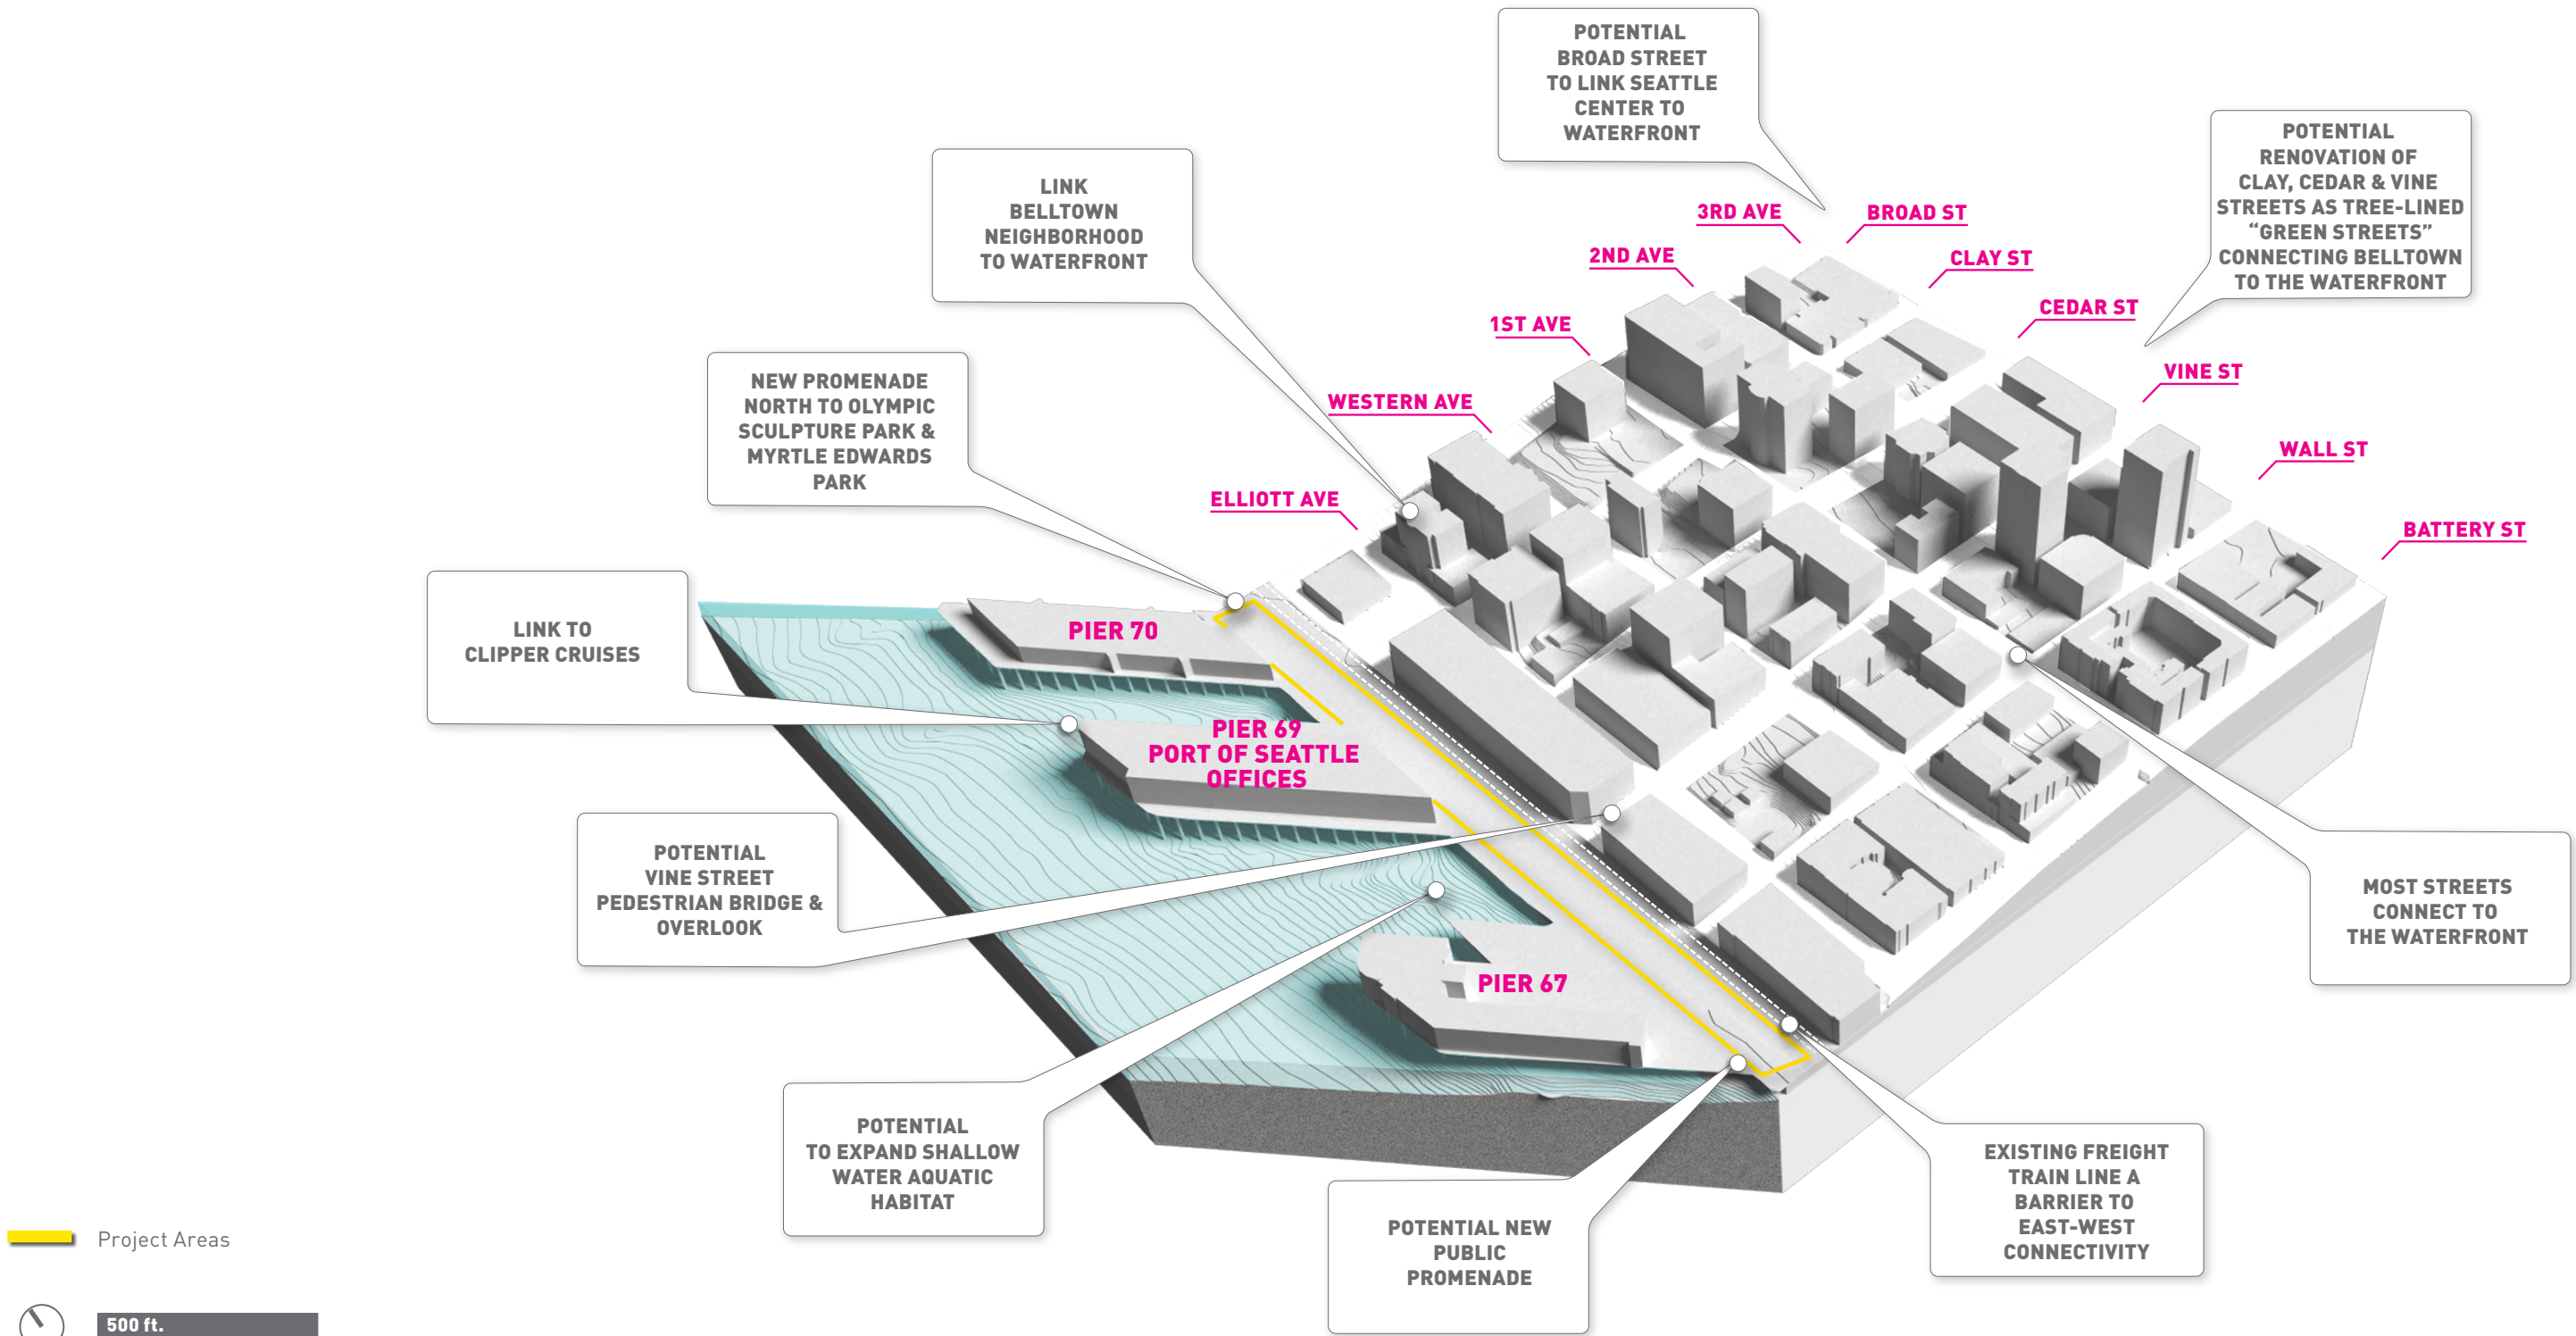 POTENTIAL
BROAD STREET
TO LINK SEATTLE
CENTER TO
WATERFRONT
POTENTIAL
RENOVATION OF
CLAY, CEDAR & VINE
STREETS AS TREE-LINED
“GREEN STREETS”
CONNECTING BELLTOWN
TO THE WATERFRONT
LINK
BELLTOWN
NEIGHBORHOOD
TO WATERFRONT
3RD AVE
BROAD ST
2ND AVE
CLAY ST
CEDAR ST
1ST AVE
VINE ST
WESTERN AVE
WALL ST
ELLIOTT AVE
BATTERY ST
NEW PROMENADE
NORTH TO OLYMPIC
SCULPTURE PARK &
MYRTLE EDWARDS
PARK
LINK TO
CLIPPER CRUISES
PIER 70
PIER 69
PORT OF SEATTLE
OFFICES
PIER 67
POTENTIAL
VINE STREET
PEDESTRIAN BRIDGE &
OVERLOOK
MOST STREETS
CONNECT TO
THE WATERFRONT
POTENTIAL
TO EXPAND SHALLOW
WATER AQUATIC
HABITAT
POTENTIAL NEW
PUBLIC
PROMENADE
EXISTING FREIGHT
TRAIN LINE A
BARRIER TO
EAST-WEST
CONNECTIVITY
Project Areas
500 ft.